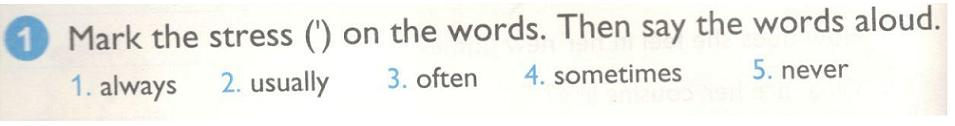 1 Mark the stress (') on the words. Then say the words aloud.
1. always 2. usually 3. often 4. sometimes 5. never